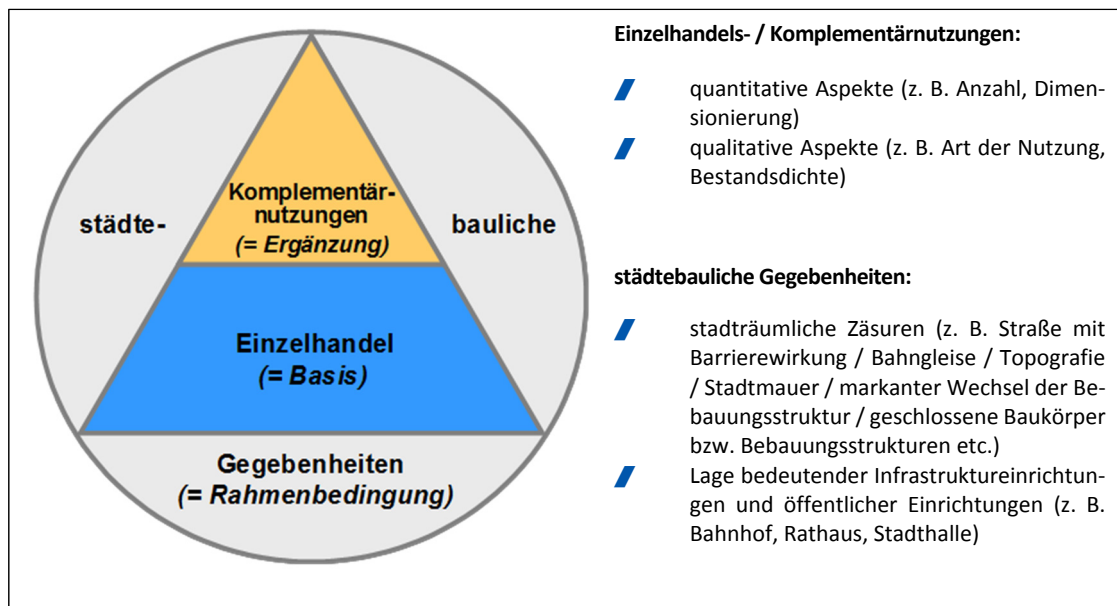 Komplementär-
nutzungen
(= Ergänzung)
städte-
bauliche
Einzelhandel
(= Basis)
Gegebenheiten
(= Rahmenbedingung)
Einzelhandels- / Komplementärnutzungen:
quantitative Aspekte (z. B. Anzahl, Dimen-
sionierung)
qualitative Aspekte (z. B. Art der Nutzung,
Bestandsdichte)
städtebauliche Gegebenheiten:
stadträumliche Zäsuren (z. B. Straße mit
Barrierewirkung / Bahngleise / Topografie
/ Stadtmauer / markanter Wechsel der Be-
bauungsstruktur / geschlossene Baukörper
bzw. Bebauungsstrukturen etc.)
Lage bedeutender Infrastruktureinrichtun-
gen und öffentlicher Einrichtungen (z. B.
Bahnhof, Rathaus, Stadthalle)